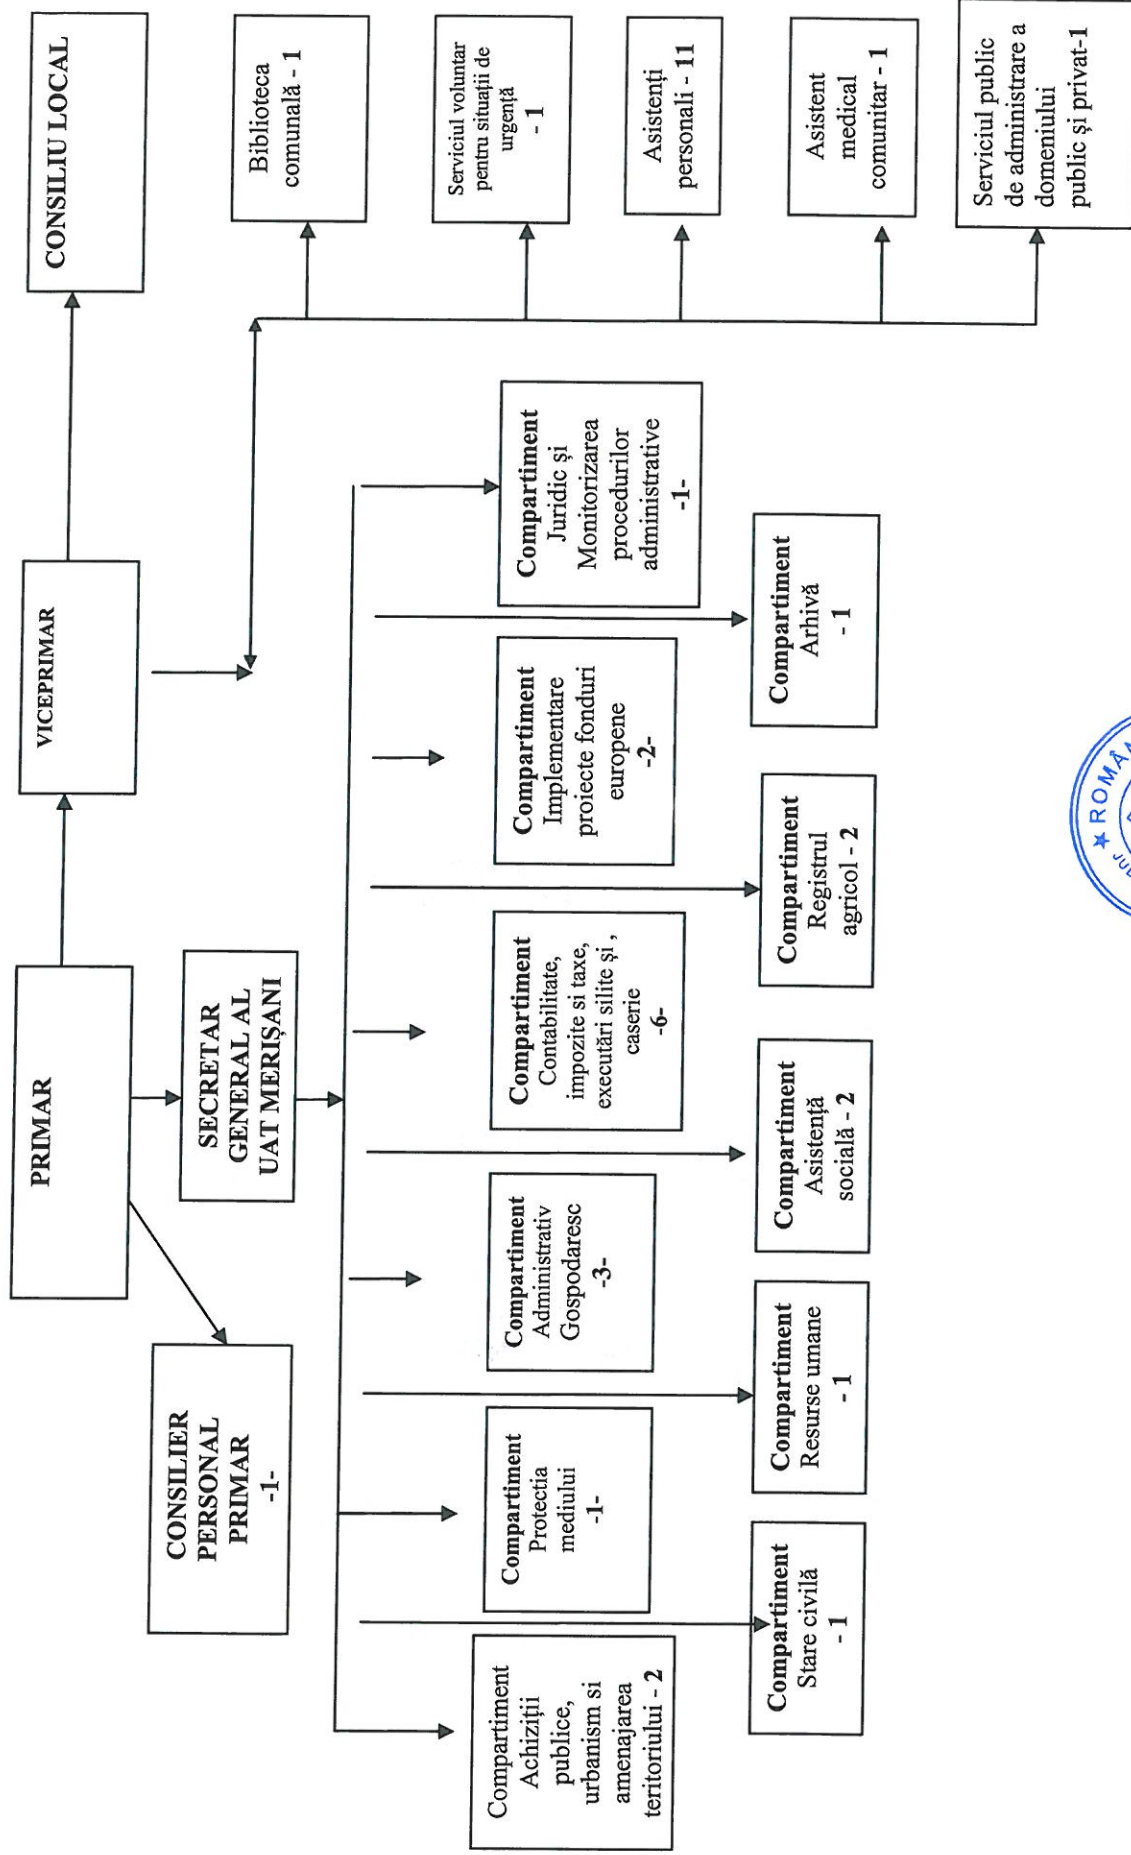 PRIMAR
VICEPRIMAR
CONSILIU LOCAL
CONSILIER
PERSONAL
PRIMAR
-1-
SECRETAR
GENERAL AL
UAT MERIȘANI
Biblioteca
comunală - 1
Serviciul voluntar
pentru situații de
urgență
- 1
Asistenți
personali - 11
Asistent
medical
comunitar - 1
Serviciul public
de administrare a
domeniului
public și privat-1
Compartiment
Achiziții
publice,
urbanism si
amenajarea
teritoriului - 2
Compartiment
Protectia
mediului
-1-
Compartiment
Administrativ
Gospodaresc
-3-
Compartiment
Contabilitate,
impozite si taxe,
executări silite și ,
caserie
-6-
Compartiment
Implementare
proiecte fonduri
europene
-2-
Compartiment
Juridic și
Monitorizarea
procedurilor
administrative
-1-
Compartiment
Stare civilă
- 1
Compartiment
Resurse umane
- 1
Compartiment
Asistență
socială - 2
Compartiment
Registrul
agricol - 2
Compartiment
Arhivă
- 1